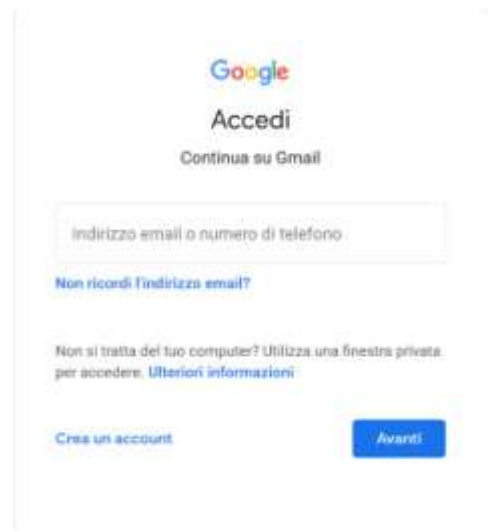 Google
Accedi
Continua su Gmail
Indirizzo email o numero di telefono
Non ricordi l'indirizzo email?
Non si tratta del tuo computer? Utilizza una finestra privata
per accedere. Ulteriori informazioni
Crea un account
Avanti